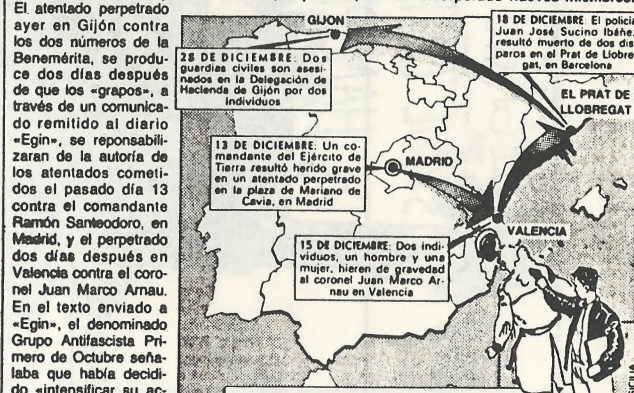 El atentado perpetrado
ayer en Gijón contra
los dos números de la
Benemérita, se produ-
ce dos días después
de que los «grapos», a
través de un comunica-
do remitido al diario
«Egin», se reponsabili-
zaran de la autoría de
los atentados cometi-
dos el pasado día 13
contra el comandante
Ramón Santeodoro, en
Madrid, y el perpetrado
dos días después en
Valencia contra el coro-
nel Juan Marco Arnau.
En el texto enviado a
«Egin», el denominado
Grupo Antifascista Pri-
mero de Octubre seña-
laba que había decidi-
do «intensificar su ac-
GIJON
28 DE DICIEMBRE: Dos
guardias civiles son asesi-
nados en la Delegación de
Hacienda de Gijón por dos
individuos
18 DE DICIEMBRE: El policía
Juan José Sucino Ibáñez
resultó muerto de dos dis-
paros en el Prat de Llobre-
gat, en Barcelona
EL PRAT DE
LLOBREGAT
13 DE DICIEMBRE: Un co-
mandante del Ejército de
Tierra resultó herido grave
en un atentado perpetrado
en la plaza de Mariano de
Cavia, en Madrid
MADRID
VALENCIA
15 DE DICIEMBRE: Dos indi-
viduos, un hombre y una
mujer, hieren de gravedad
al coronel Juan Marco Ar-
nau en Valencia